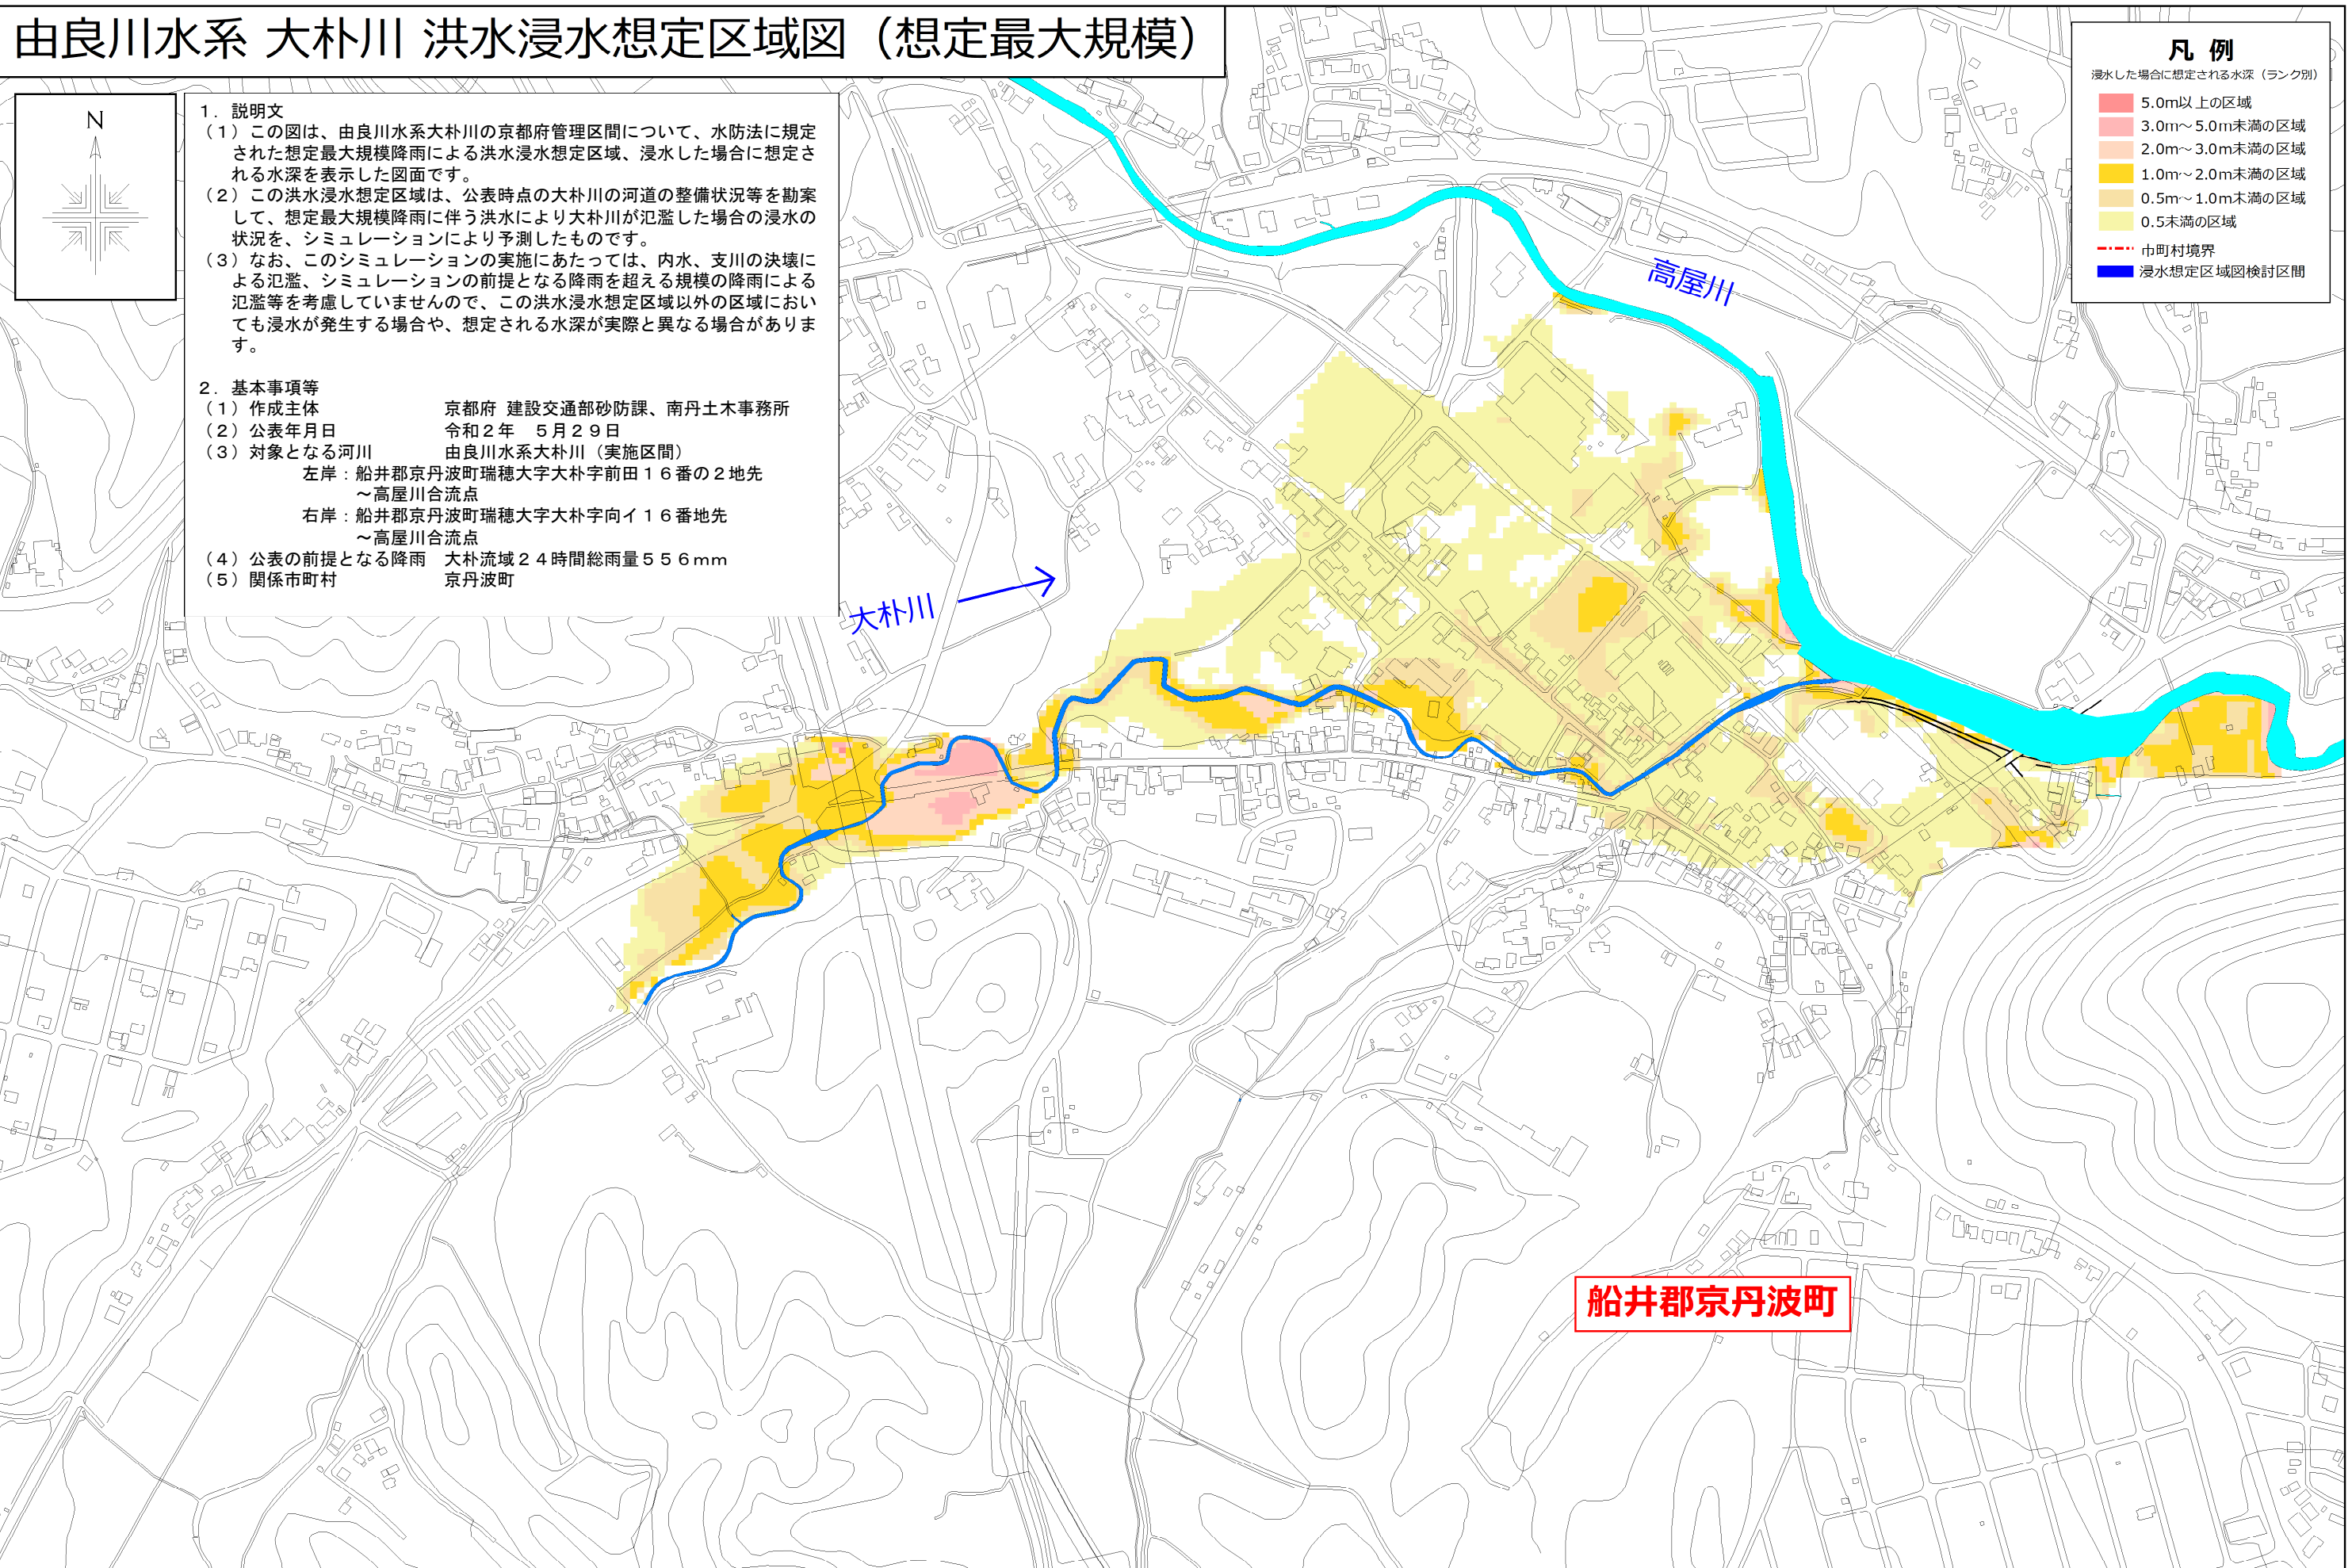 由良川水系 大朴川 洪水浸水想定区域図（想定最大規模）
N
１．説明文
（１）この図は、由良川水系大朴川の京都府管理区間について、水防法に規定
された想定最大規模降雨による洪水浸水想定区域、浸水した場合に想定さ
れる水深を表示した図面です。
（２）この洪水浸水想定区域は、公表時点の大朴川の河道の整備状況等を勘案
して、想定最大規模降雨に伴う洪水により大朴川が氾濫した場合の浸水の
状況を、シミュレーションにより予測したものです。
（３）なお、このシミュレーションの実施にあたっては、内水、支川の決壊に
よる氾濫、シミュレーションの前提となる降雨を超える規模の降雨による
氾濫等を考慮していませんので、この洪水浸水想定区域以外の区域におい
ても浸水が発生する場合や、想定される水深が実際と異なる場合がありま
す。
２．基本事項等
（１）作成主体 京都府 建設交通部砂防課、南丹土木事務所
（２）公表年月日 令和２年 ５月２９日
（３）対象となる河川 由良川水系大朴川（実施区間）
左岸：船井郡京丹波町瑞穂大字大朴字前田１６番の２地先
～高屋川合流点
右岸：船井郡京丹波町瑞穂大字大朴字向イ１６番地先
～高屋川合流点
（４）公表の前提となる降雨 大朴流域２４時間総雨量５５６mm
（５）関係市町村 京丹波町
凡 例
浸水した場合に想定される水深（ランク別）
5.0m以上の区域
3.0m～5.0m未満の区域
2.0m～3.0m未満の区域
1.0m～2.0m未満の区域
0.5m～1.0m未満の区域
0.5未満の区域
市町村境界
浸水想定区域図検討区間
高屋川
大朴川
船井郡京丹波町